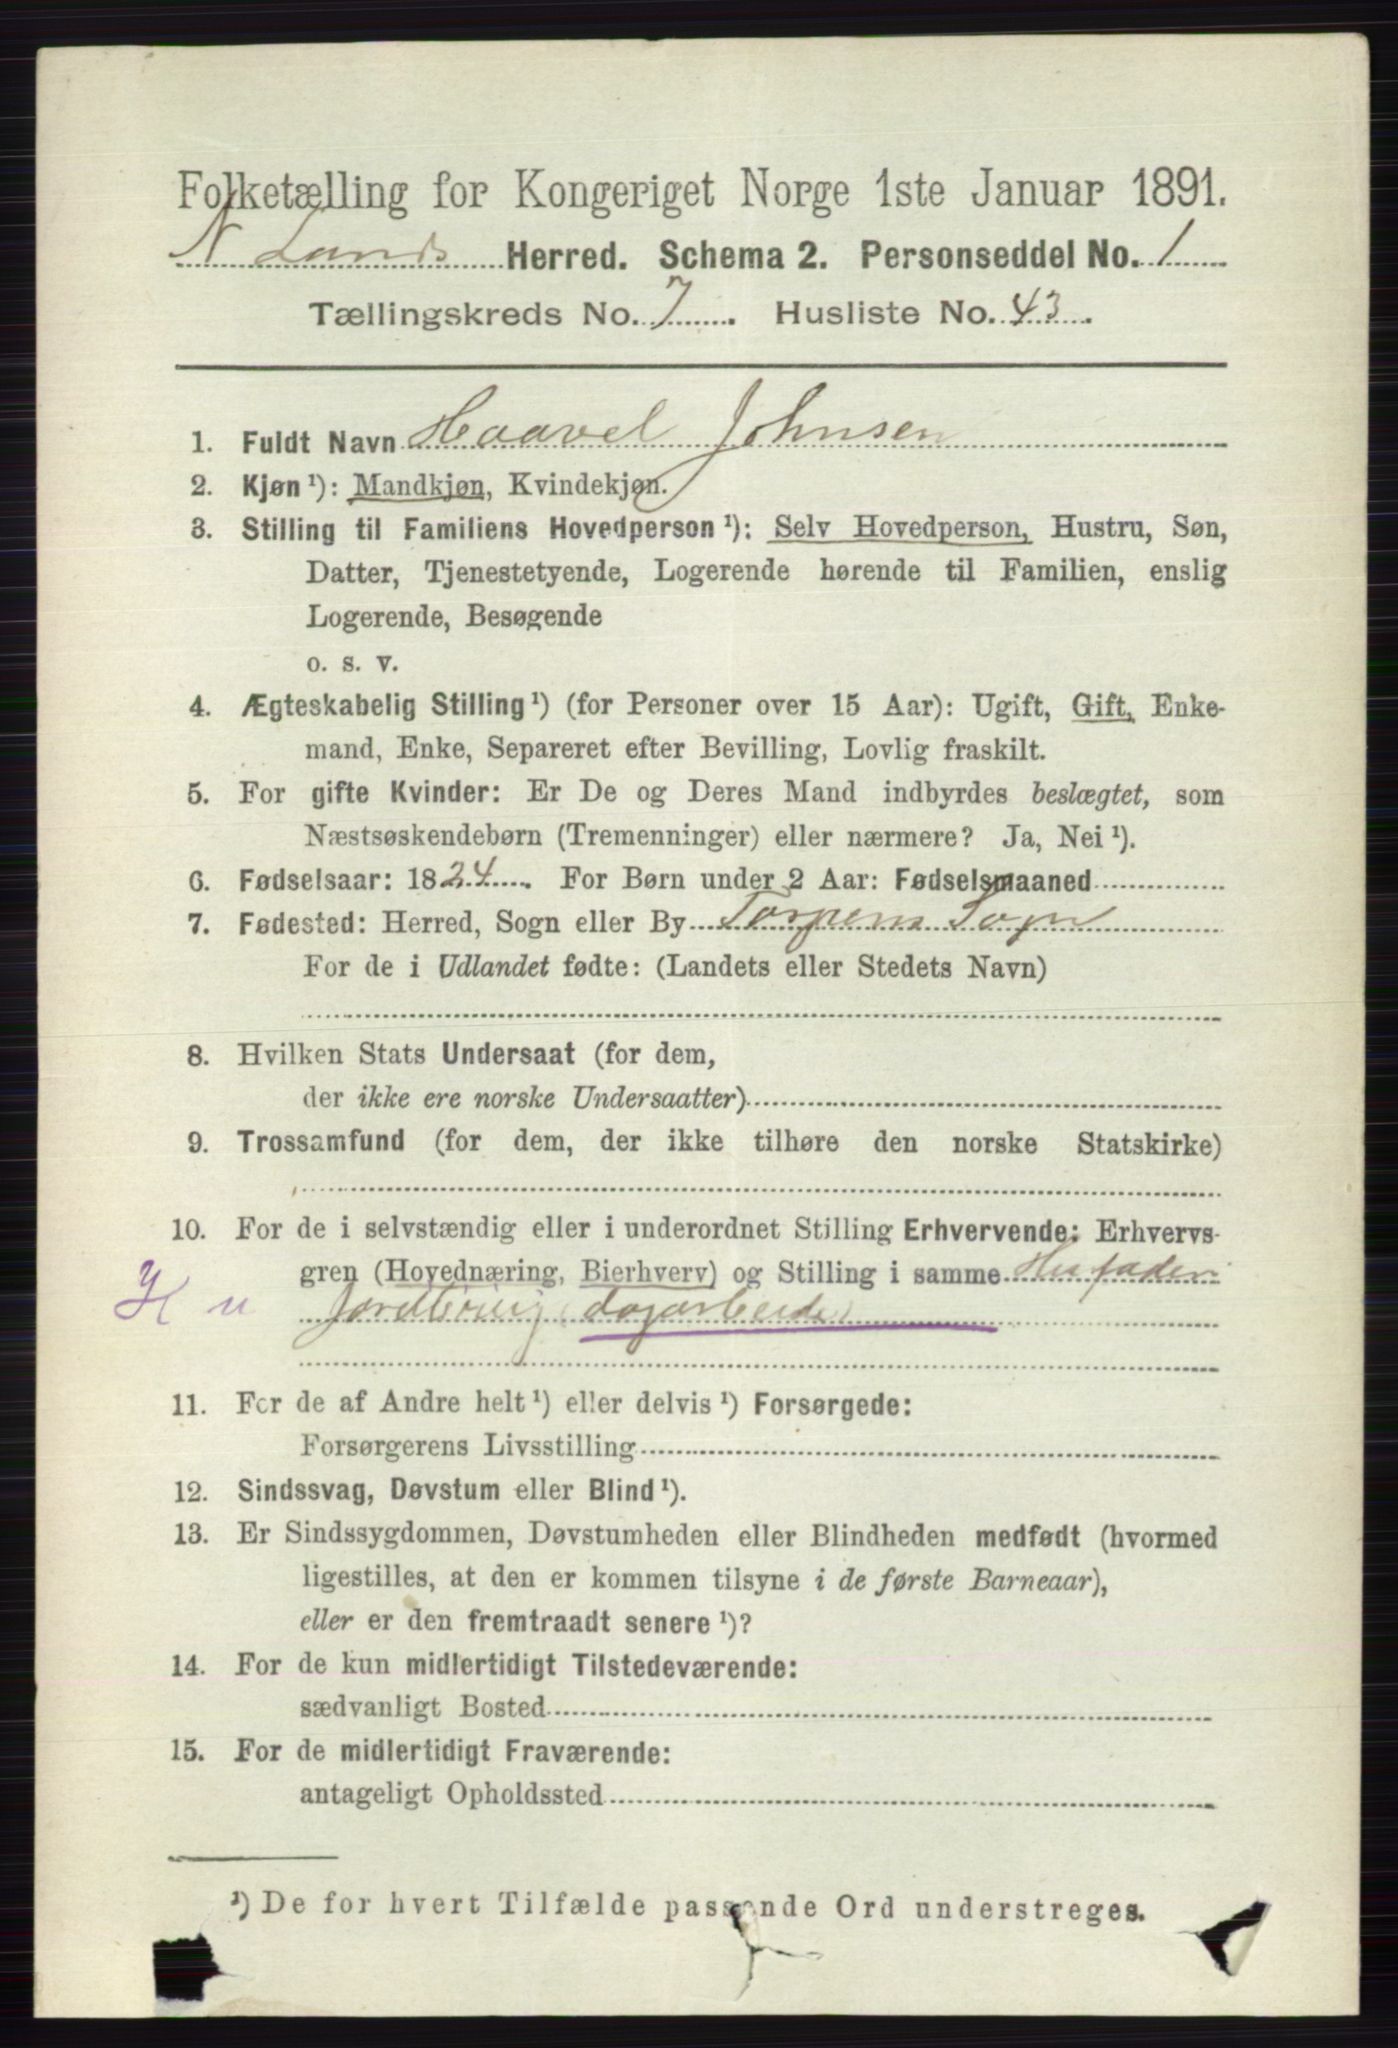 Folketælling for Kongeriget Norge 1ste Januar 1891.
N Lands Herred. Schema 2. Personseddel No. 1
Tællingskreds No. 7. Husliste No. 43.
1. Fuldt Navn Haavel Johnsen
2. Kjøn ¹): Mandkjøn, Kvindekjøn.
3. Stilling til Familiens Hovedperson ¹): Selv Hovedperson, Hustru, Søn,
Datter, Tjenestetyende, Logerende hørende til Familien, enslig
Logerende, Besøgende
o. s. v.
4. Ægteskabelig Stilling ¹) (for Personer over 15 Aar): Ugift, Gift, Enke-
mand, Enke, Separeret efter Bevilling, Lovlig fraskilt.
5. For gifte Kvinder: Er De og Deres Mand indbyrdes beslægtet, som
Næstsøskendebørn (Tremenninger) eller nærmere? Ja, Nei ¹).
6. Fødselsaar: 1824. For Børn under 2 Aar: Fødselsmaaned
7. Fødested: Herred, Sogn eller By Torpens Sogn
For de i Udlandet fødte: (Landets eller Stedets Navn)
8. Hvilken Stats Undersaat (for dem,
der ikke ere norske Undersaatter)
9. Trossamfund (for dem, der ikke tilhøre den norske Statskirke)
10. For de i selvstændig eller i underordnet Stilling Erhvervende: Erhvervs-
gren (Hovednæring, Bierhverv) og Stilling i samme Husfader
H u Jordbrug (dagarbeide)
11. For de af Andre helt ¹) eller delvis ¹) Forsørgede:
Forsørgerens Livsstilling
12. Sindssvag, Døvstum eller Blind ¹).
13. Er Sindssygdommen, Døvstumheden eller Blindheden medfødt (hvormed
ligestilles, at den er kommen tilsyne i de første Barneaar),
eller er den fremtraadt senere ¹)?
14. For de kun midlertidigt Tilstedeværende:
sædvanligt Bosted
15. For de midlertidigt Fraværende:
antageligt Opholdssted
¹) De for hvert Tilfælde passende Ord understreges.